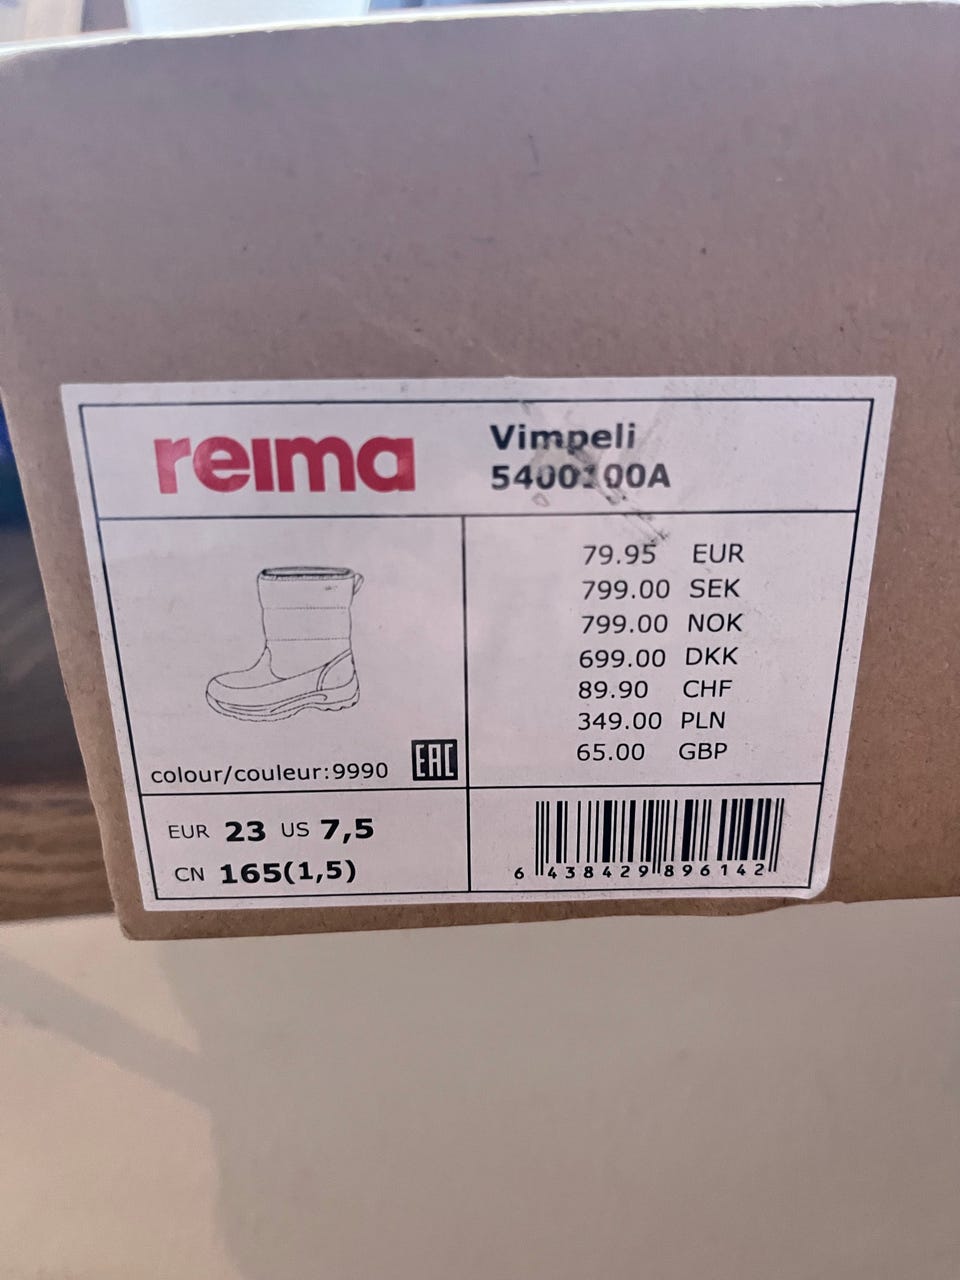 reima
Vimpeli
5400100A
79.95 EUR
799.00 SEK
799.00 NOK
699.00 DKK
89.90 CHF
349.00 PLN
65.00 GBP
colour/couleur:9990
EAC
EUR 23 US 7,5
CN 165(1,5)
6 438429 896142